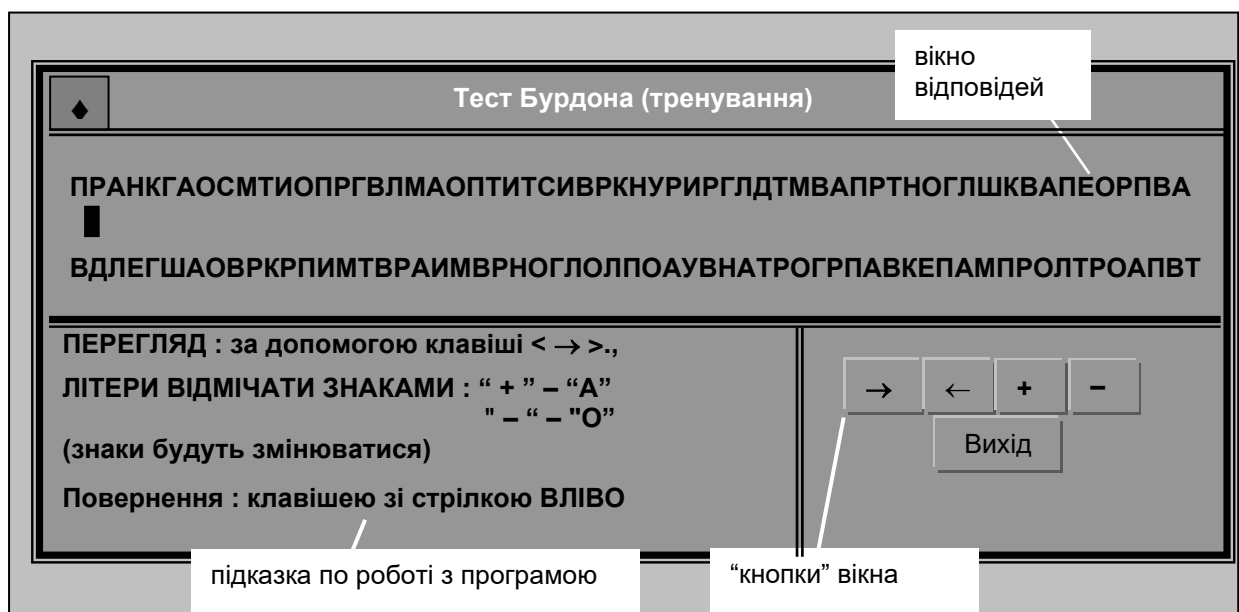 вікно
відповідей
♦
Тест Бурдона (тренування)
ПРАНКГАОСМТИОПРГВЛМАОПТИТСИВРКНУРИРГЛДТМВАПРТНОГЛШКВАПЕОРПВА
ВДЛЕГШАОВРКРПИМТВРАИМВРНОГЛОЛПОАУВНАТРОГРПАВКЕПАМПРОЛТРОАПВТ
ПЕРЕГЛЯД : за допомогою клавіші < → >.,
ЛІТЕРИ ВІДМІЧАТИ ЗНАКАМИ : “ + ” – “А”
" – “ – "О”
(знаки будуть змінюватися)
Повернення : клавішею зі стрілкою ВЛІВО
→ ← + –
Вихід
підказка по роботі з програмою
“кнопки” вікна